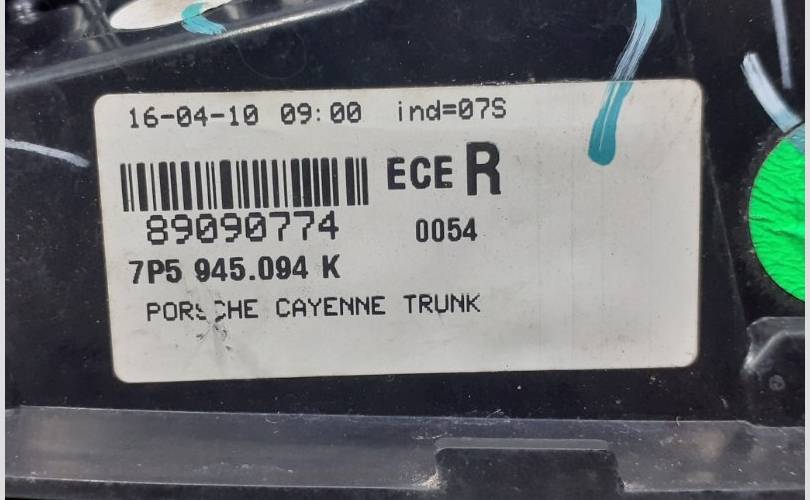 16-04-10 09:00 ind=07S
ECE R
89090774 0054
7P5 945.094 K
PORSCHE CAYENNE TRUNK